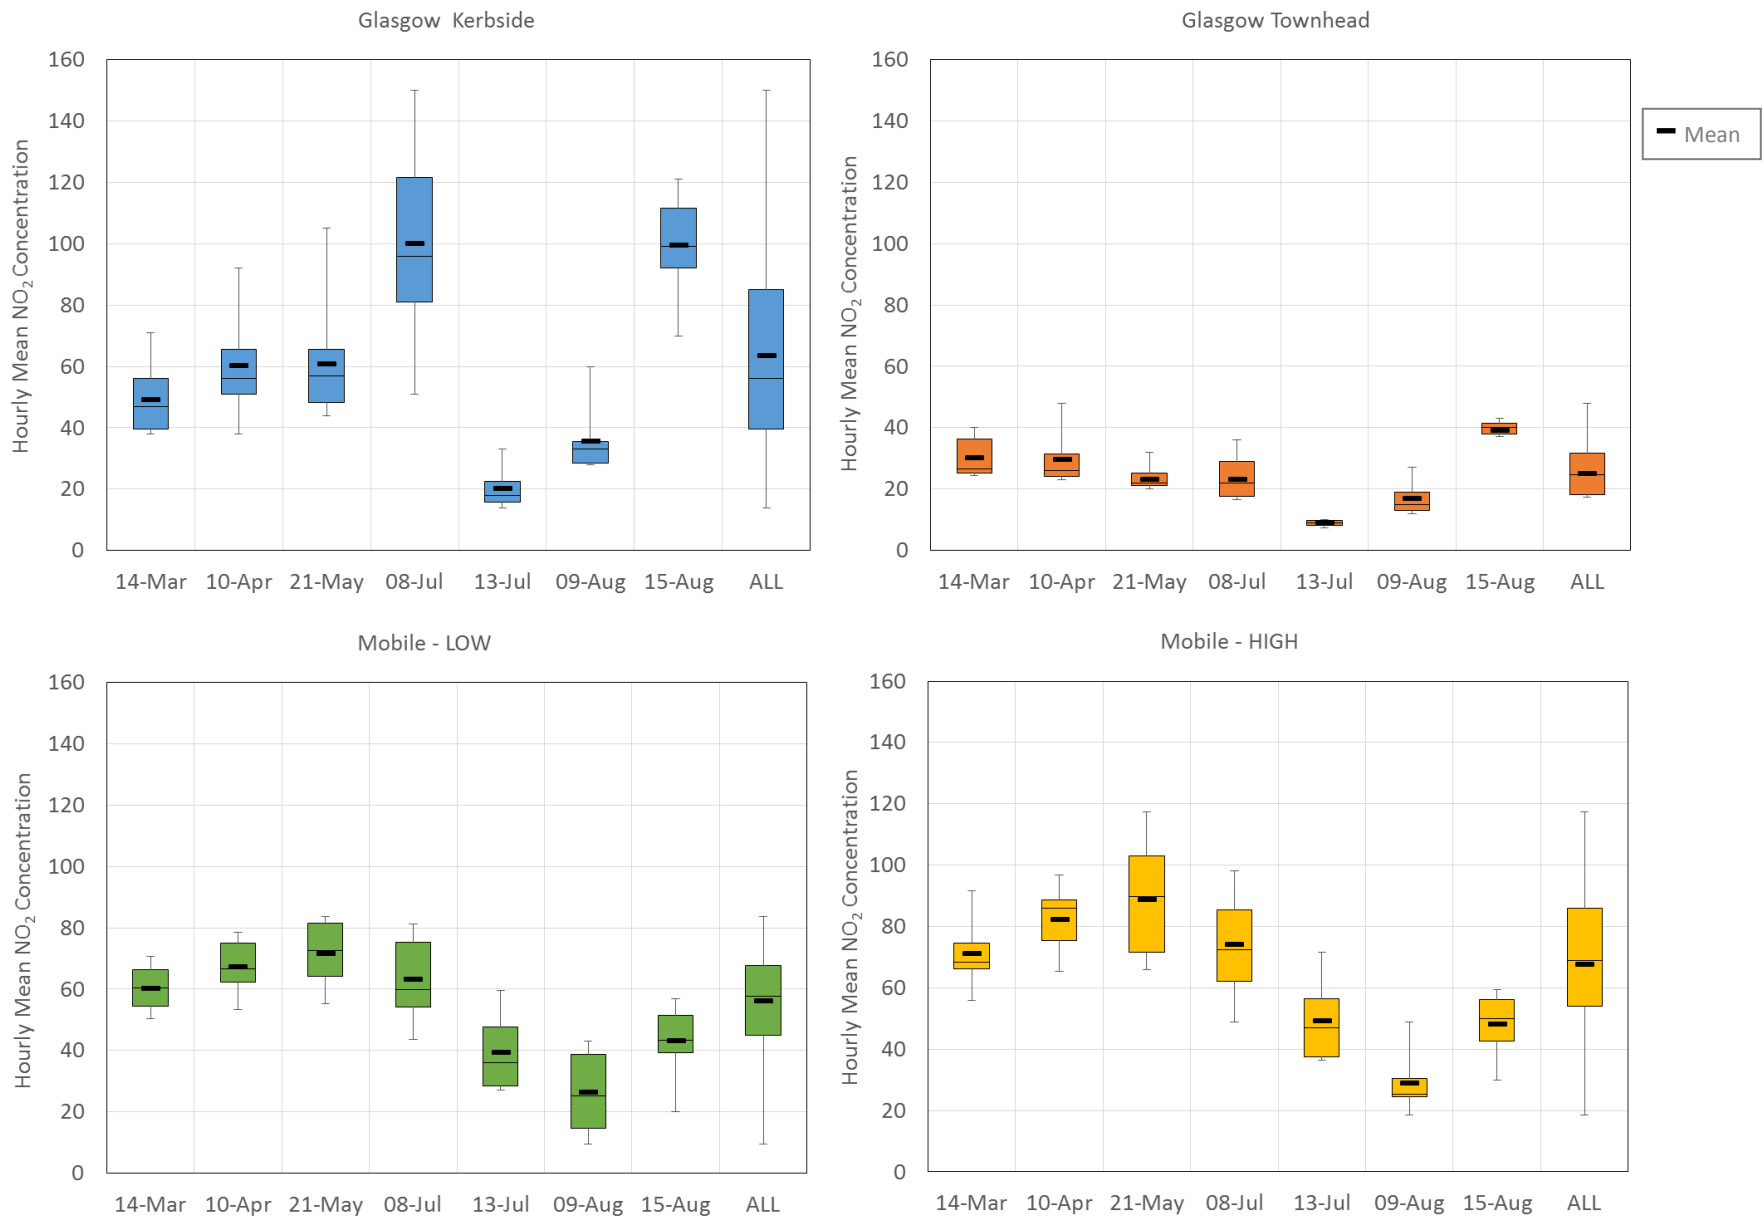 Glasgow Kerbside
Hourly Mean NO₂ Concentration
160
140
120
100
80
60
40
20
0
14-Mar 10-Apr 21-May 08-Jul 13-Jul 09-Aug 15-Aug ALL
Glasgow Townhead
Hourly Mean NO₂ Concentration
160
140
120
100
80
60
40
20
0
14-Mar 10-Apr 21-May 08-Jul 13-Jul 09-Aug 15-Aug ALL
Mean
Mobile - LOW
Hourly Mean NO₂ Concentration
160
140
120
100
80
60
40
20
0
14-Mar 10-Apr 21-May 08-Jul 13-Jul 09-Aug 15-Aug ALL
Mobile - HIGH
Hourly Mean NO₂ Concentration
160
140
120
100
80
60
40
20
0
14-Mar 10-Apr 21-May 08-Jul 13-Jul 09-Aug 15-Aug ALL